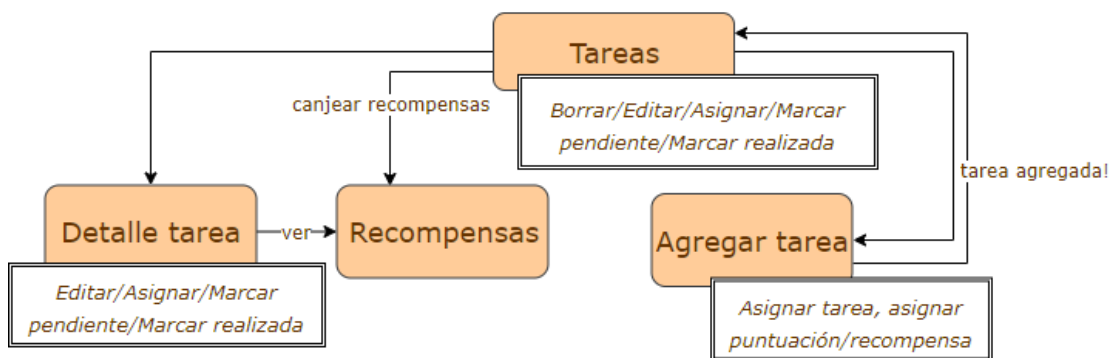 Tareas
Borrar/Editar/Asignar/Marcar
pendiente/Marcar realizada
canjear recompensas
tarea agregada!
Detalle tarea
ver
Recompensas
Agregar tarea
Editar/Asignar/Marcar
pendiente/Marcar realizada
Asignar tarea, asignar
puntuación/recompensa